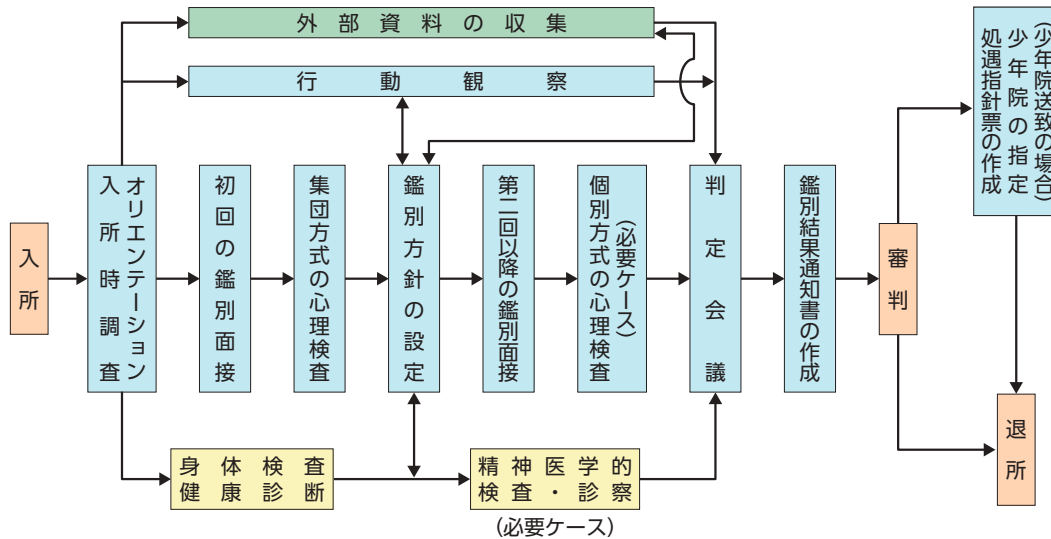 外部資料の収集
行動観察
入所
オリエンテーション
入所時調査
初回の鑑別面接
集団方式の心理検査
鑑別方針の設定
第二回以降の鑑別面接
(必要ケース)
個別方式の心理検査
判定会議
鑑別結果通知書の作成
審判
(少年院送致の場合)
少年院の指定
処遇指針票の作成
退所
身体検査
健康診断
精神医学的
検査・診察
(必要ケース)